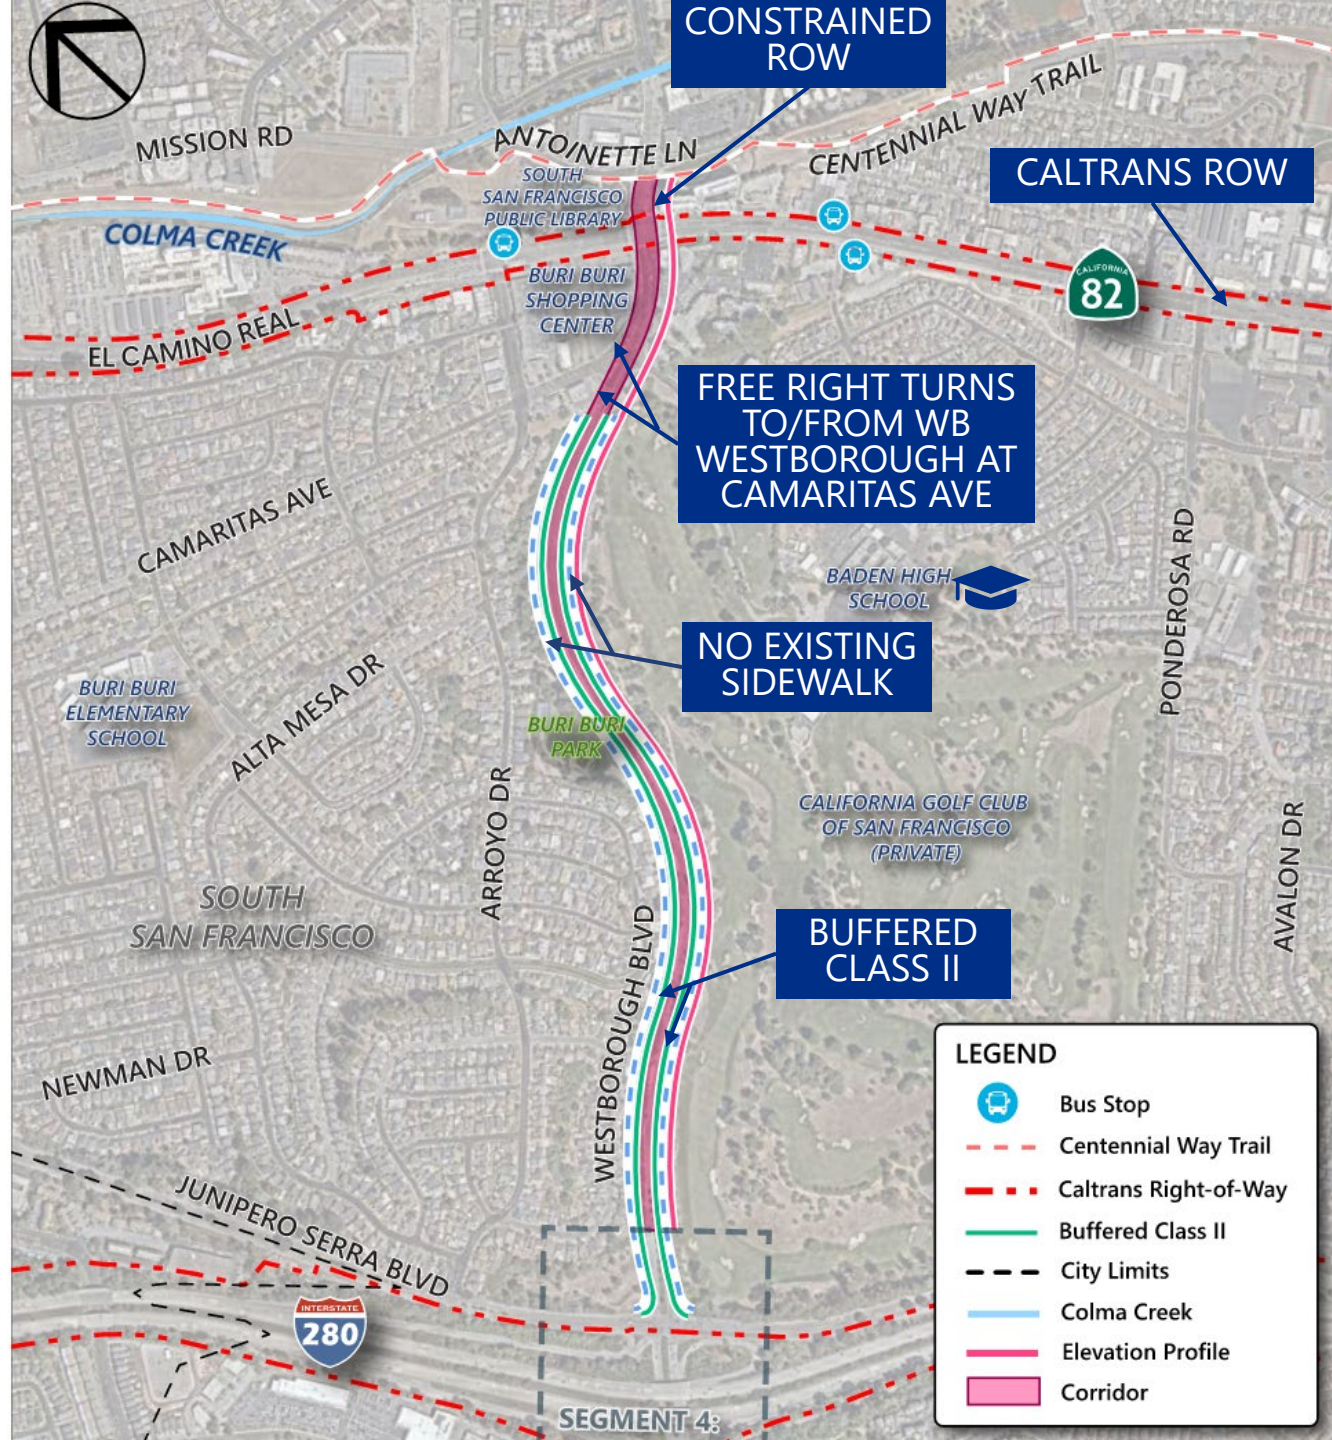 CONSTRAINED
ROW
MISSION RD
ANTOINETTE LN
CENTENNIAL WAY TRAIL
CALTRANS ROW
SOUTH
SAN FRANCISCO
PUBLIC LIBRARY
COLMA CREEK
BURI BURI
SHOPPING
CENTER
CALIFORNIA
82
EL CAMINO REAL
FREE RIGHT TURNS
TO/FROM WB
WESTBOROUGH AT
CAMARITAS AVE
CAMARITAS AVE
BADEN HIGH
SCHOOL
PONDEROSA RD
NO EXISTING
SIDEWALK
BURI BURI
ELEMENTARY
SCHOOL
ALTA MESA DR
BURI BURI
PARK
ARROYO DR
CALIFORNIA GOLF CLUB
OF SAN FRANCISCO
(PRIVATE)
AVALON DR
SOUTH
SAN FRANCISCO
WESTBOROUGH BLVD
BUFFERED
CLASS II
NEWMAN DR
JUNIPERO SERRA BLVD
INTERSTATE
280
SEGMENT 4:
LEGEND
Bus Stop
Centennial Way Trail
Caltrans Right-of-Way
Buffered Class II
City Limits
Colma Creek
Elevation Profile
Corridor